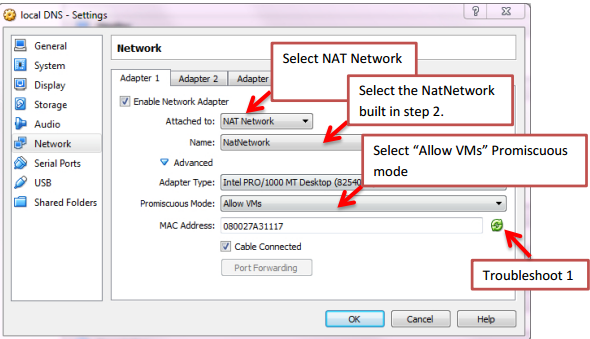 local DNS - Settings
General
System
Display
Storage
Audio
Network
Serial Ports
USB
Shared Folders
Network
Select NAT Network
Adapter 1
Adapter 2
Adapter
Select the NatNetwork
built in step 2.
Enable Network Adapter
Attached to: NAT Network
Name: NatNetwork
Select “Allow VMs” Promiscuous
mode
Advanced
Adapter Type: Intel PRO/1000 MT Desktop (82540
Promiscuous Mode: Allow VMs
MAC Address: 080027A31117
Cable Connected
Port Forwarding
Troubleshoot 1
OK
Cancel
Help